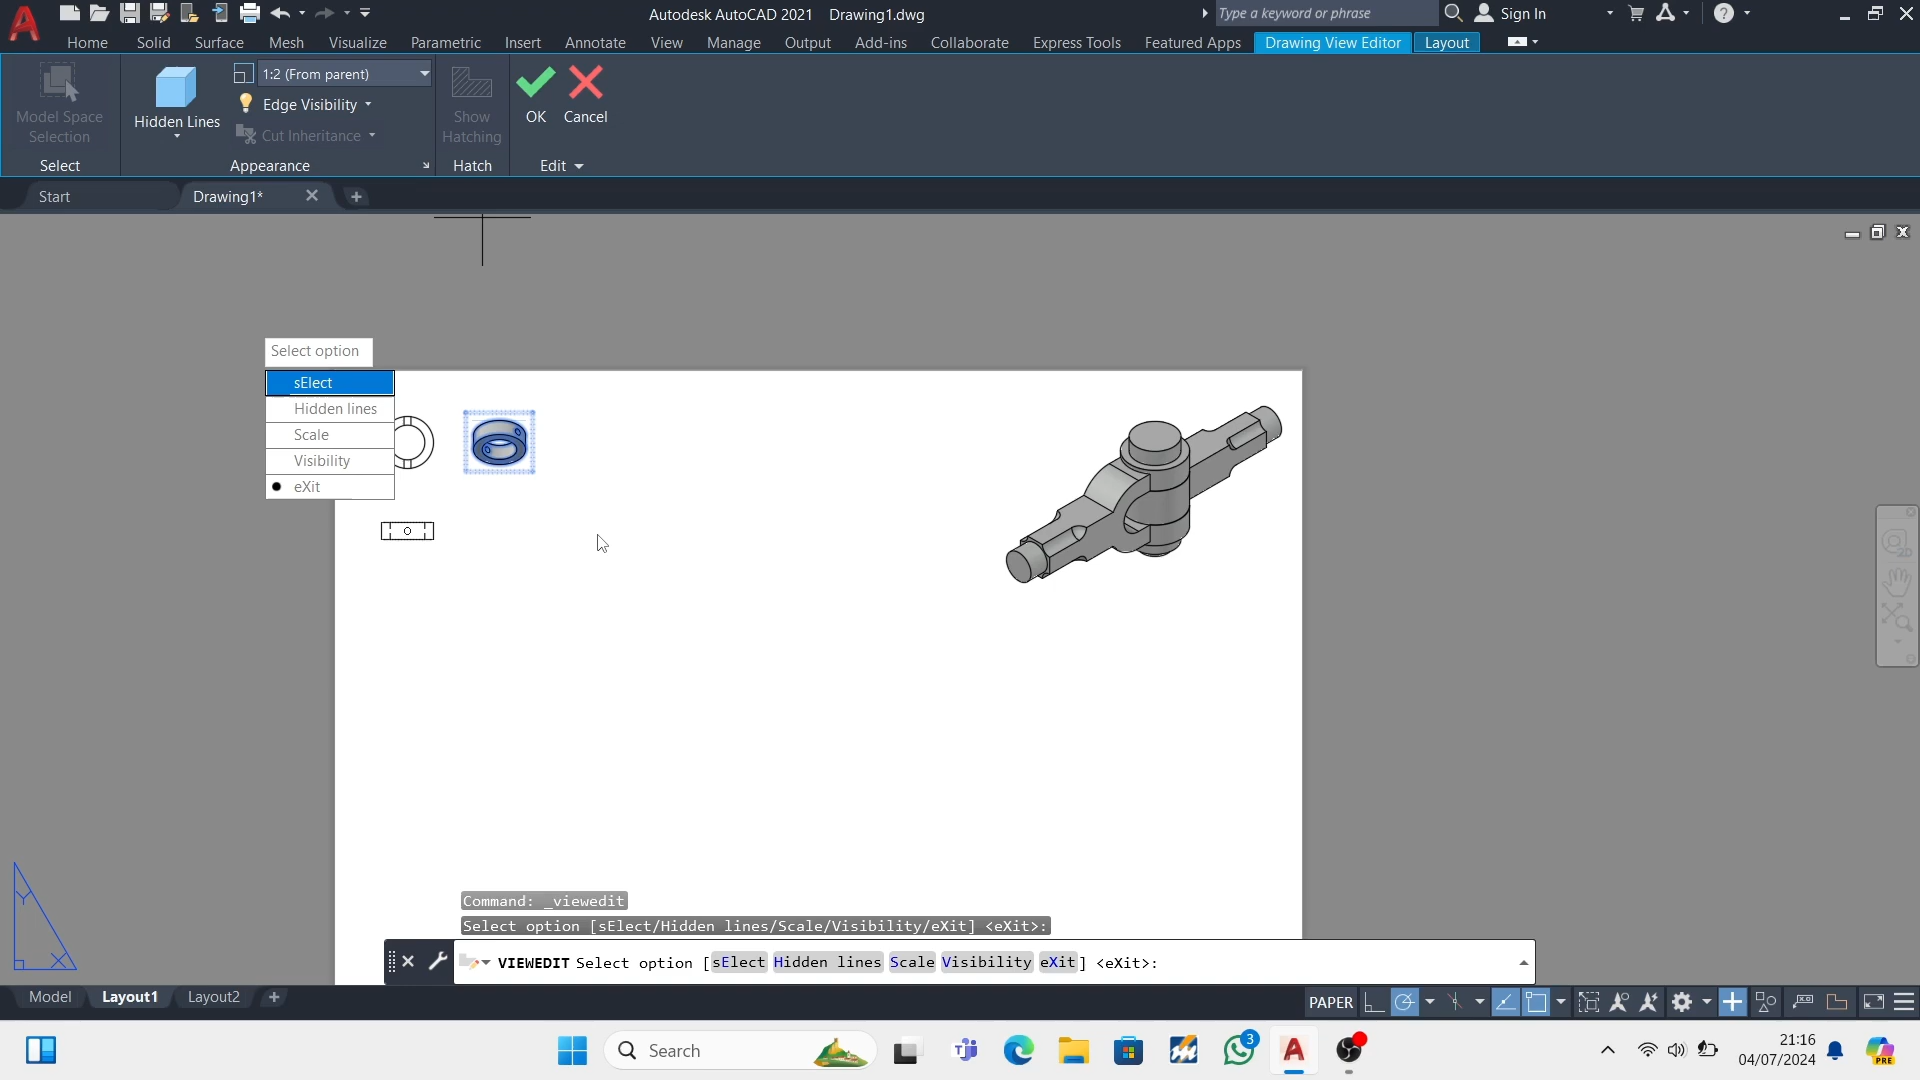 Autodesk AutoCAD 2021 Drawing1.dwg
Type a keyword or phrase
Sign In
Home Solid Surface Mesh Visualize Parametric Insert Annotate View Manage Output Add-ins Collaborate Express Tools Featured Apps Drawing View Editor Layout
Model Space
Selection
Select
Hidden Lines
1:2 (From parent)
Edge Visibility
Cut Inheritance
Appearance
Show
Hatching
Hatch
OK
Cancel
Edit
Start
Drawing1*
Select option
sElect
Hidden lines
Scale
Visibility
eXit
Y
X
2D
Command: _viewedit
Select option [sElect/Hidden lines/Scale/Visibility/eXit] <eXit>:
VIEWEDIT Select option [sElect Hidden lines Scale Visibility eXit] <eXit>:
Model Layout1 Layout2
PAPER
Search
3
21:16
04/07/2024
PRE